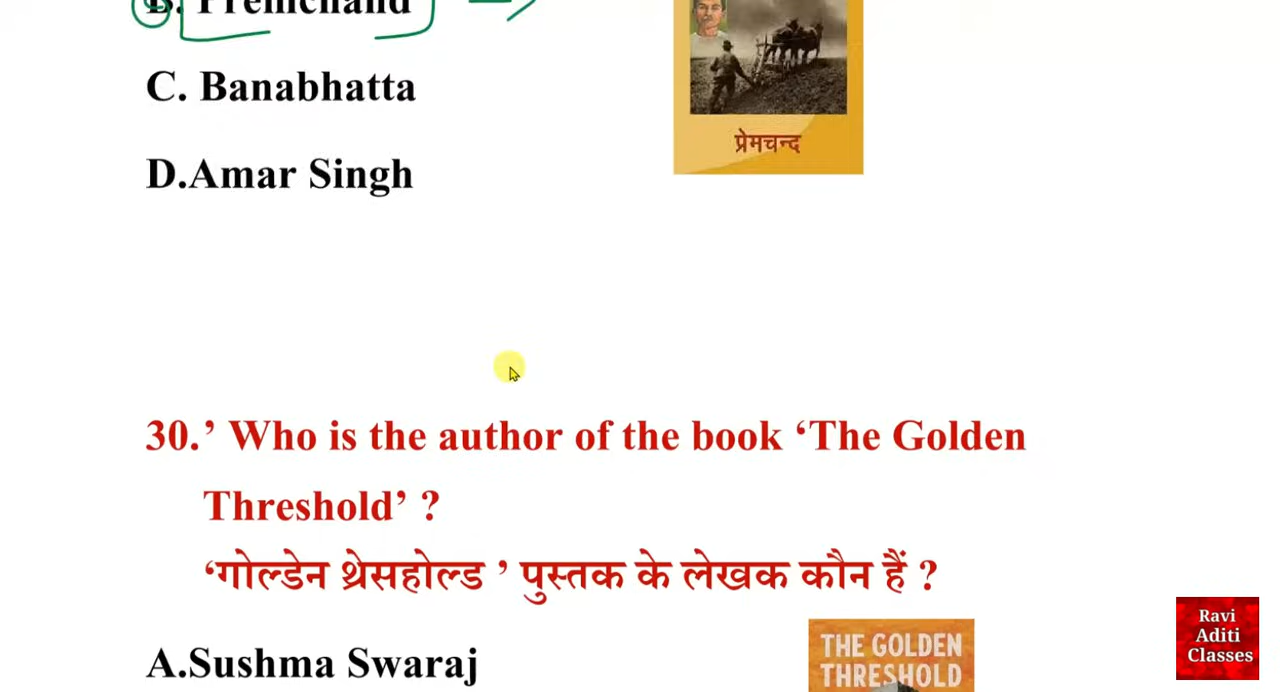 B. Premchand
C. Banabhatta
प्रेमचन्द
D.Amar Singh
30.’ Who is the author of the book ‘The Golden
Threshold’ ?
‘गोल्डेन थ्रेसहोल्ड ’ पुस्तक के लेखक कौन हैं ?
A.Sushma Swaraj
THE GOLDEN
THRESHOLD
Ravi
Aditi
Classes